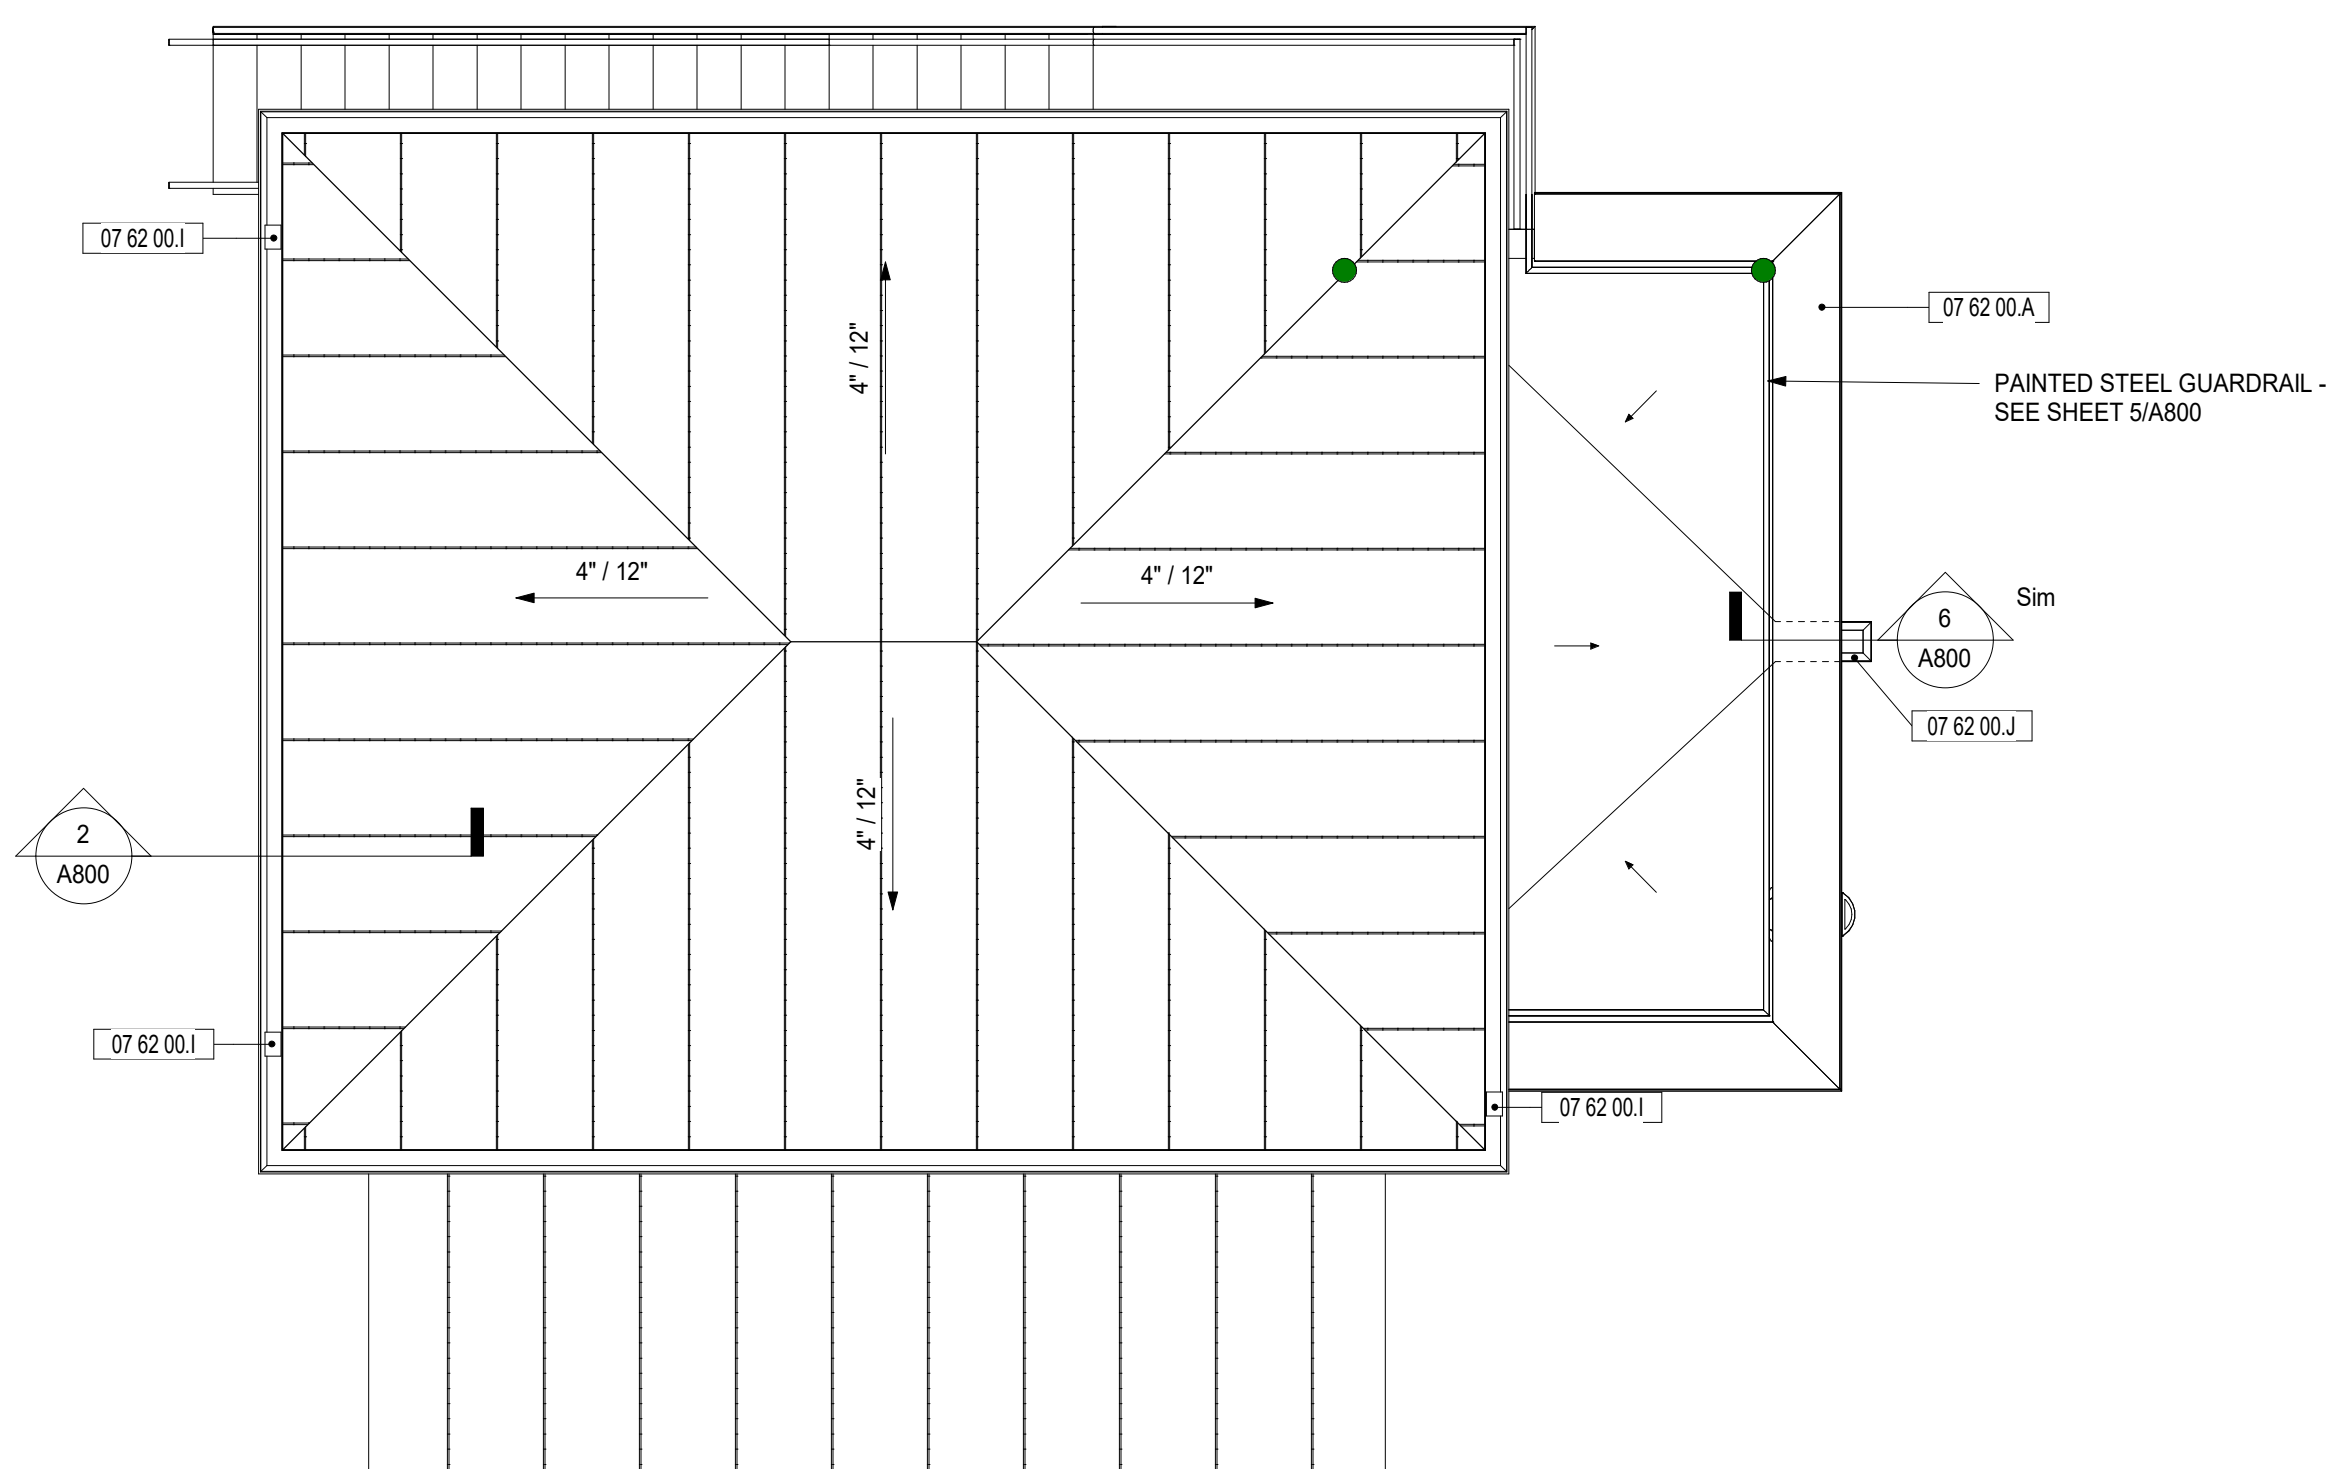 07 62 00.I
07 62 00.A
4" / 12"
PAINTED STEEL GUARDRAIL -
SEE SHEET 5/A800
4" / 12"
4" / 12"
Sim
6
A800
07 62 00.J
4" / 12"
2
A800
07 62 00.I
07 62 00.I